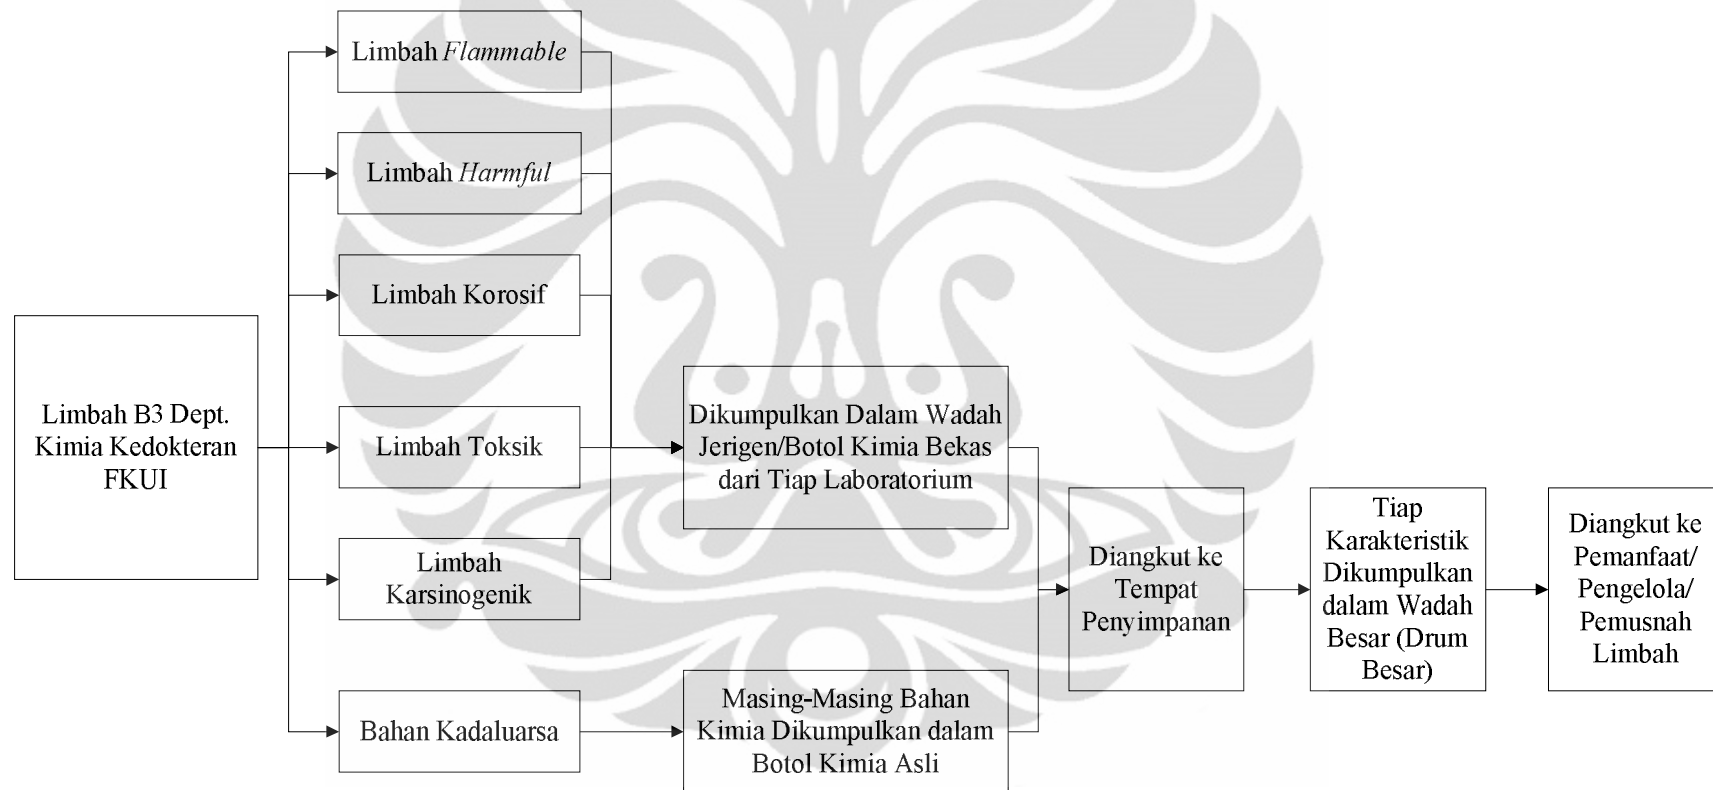 Limbah Flammable
Limbah Harmful
Limbah Korosif
Limbah B3 Dept.
Kimia Kedokteran
FKUI
Limbah Toksik
Limbah
Karsinogenik
Bahan Kadaluarsa
Dikumpulkan Dalam Wadah
Jerigen/Botol Kimia Bekas
dari Tiap Laboratorium
Masing-Masing Bahan
Kimia Dikumpulkan dalam
Botol Kimia Asli
Diangkut ke
Tempat
Penyimpanan
Tiap
Karakteristik
Dikumpulkan
dalam Wadah
Besar (Drum
Besar)
Diangkut ke
Pemanfaat/
Pengelola/
Pemusnah
Limbah